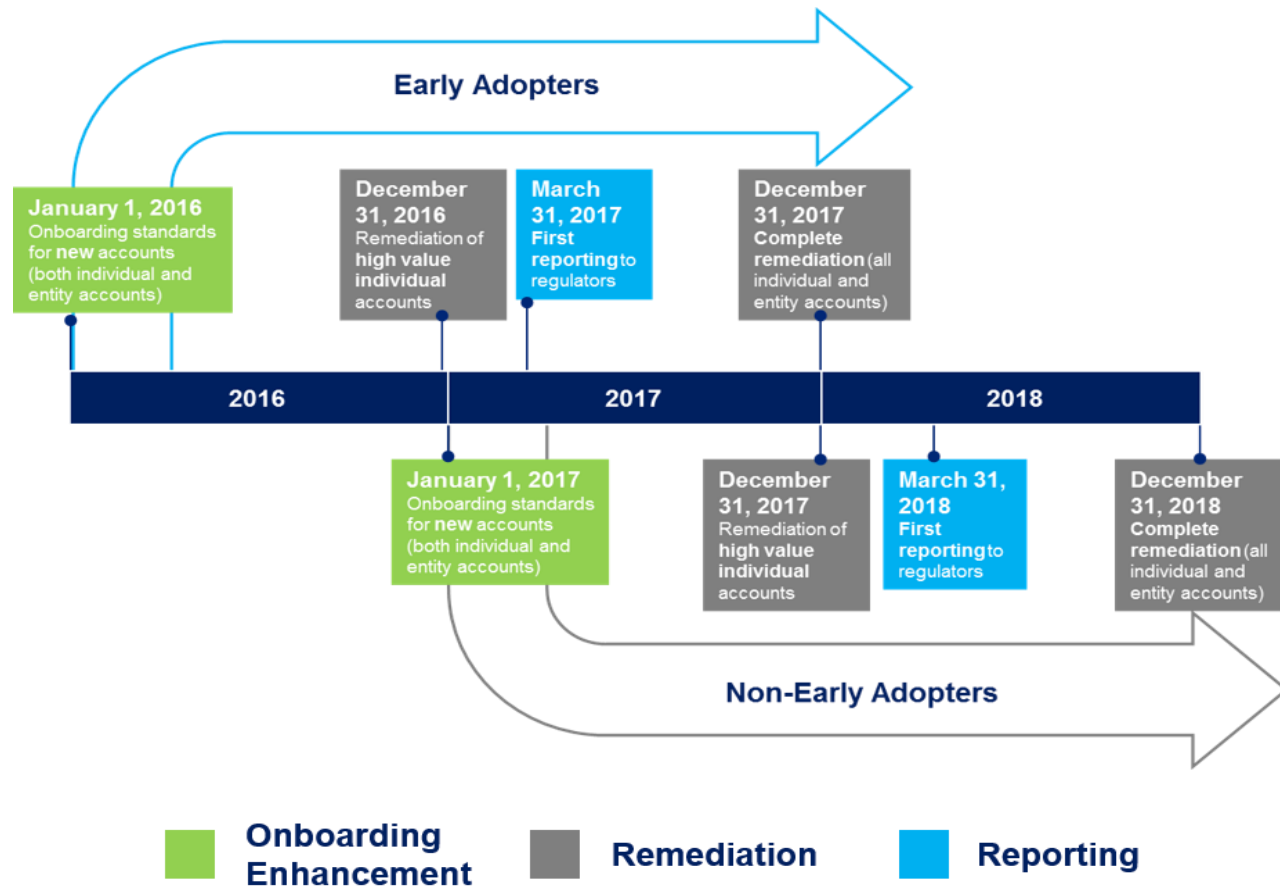 Early Adopters
January 1, 2016
Onboarding standards
for new accounts
(both individual and
entity accounts)
December
31, 2016
Remediation of
high value
individual
accounts
March
31, 2017
First
reporting to
regulators
December
31, 2017
Complete
remediation (all
individual and
entity accounts)
2016
2017
2018
January 1, 2017
Onboarding standards
for new accounts
(both individual and
entity accounts)
December
31, 2017
Remediation of
high value
individual
accounts
March 31,
2018
First
reporting to
regulators
December
31, 2018
Complete
remediation (all
individual and
entity accounts)
Non-Early Adopters
Onboarding
Enhancement
Remediation
Reporting